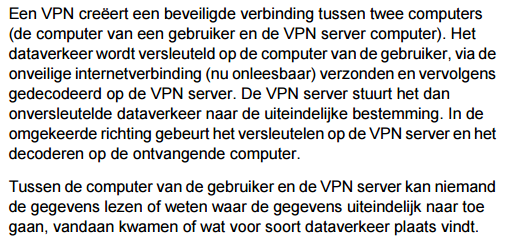 Een VPN creëert een beveiligde verbinding tussen twee computers
(de computer van een gebruiker en de VPN server computer). Het
dataverkeer wordt versleuteld op de computer van de gebruiker, via de
onveilige internetverbinding (nu onleesbaar) verzonden en vervolgens
gedecodeerd op de VPN server. De VPN server stuurt het dan
onversleutelde dataverkeer naar de uiteindelijke bestemming. In de
omgekeerde richting gebeurt het versleutelen op de VPN server en het
decoderen op de ontvangende computer.
Tussen de computer van de gebruiker en de VPN server kan niemand
de gegevens lezen of weten waar de gegevens uiteindelijk naar toe
gaan, vandaan kwamen of wat voor soort dataverkeer plaats vindt.